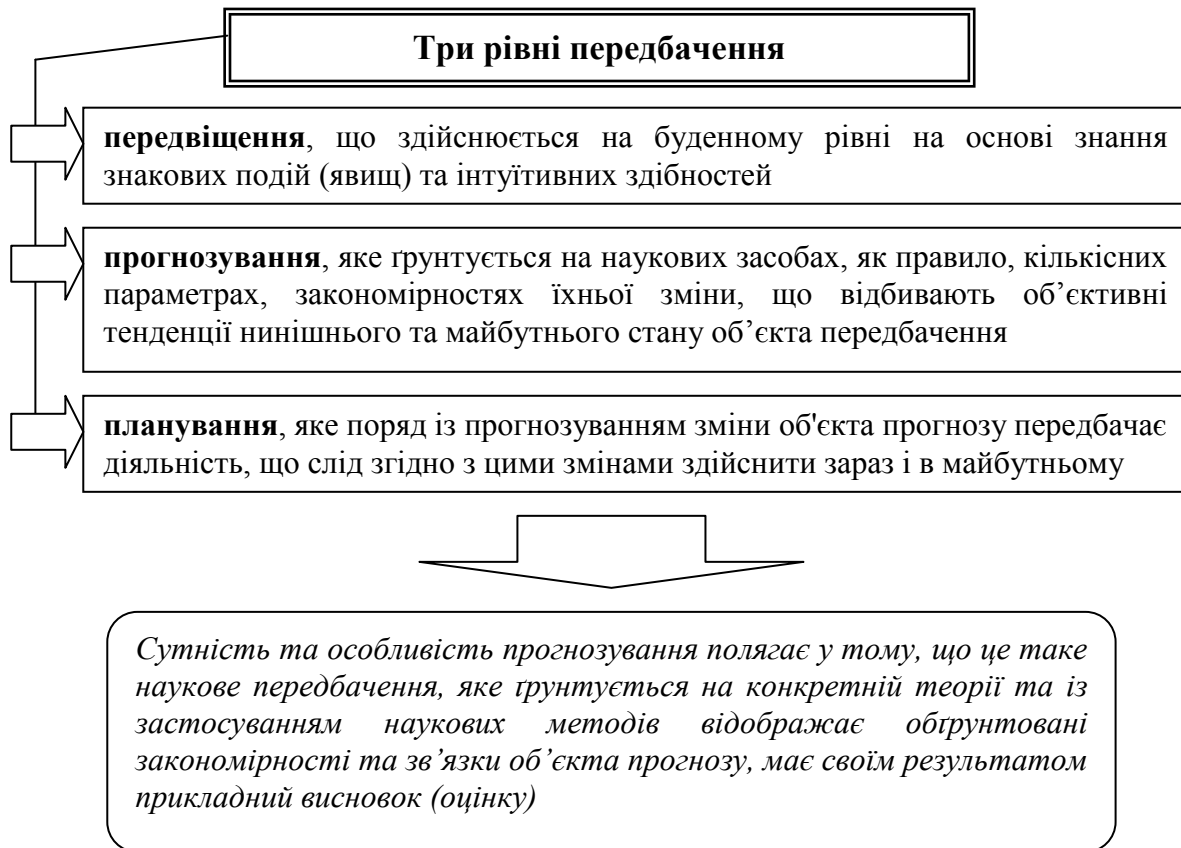 Три рівні передбачення
передвіщення, що здійснюється на буденному рівні на основі знання
знакових подій (явищ) та інтуїтивних здібностей
прогнозування, яке ґрунтується на наукових засобах, як правило, кількісних
параметрах, закономірностях їхньої зміни, що відбивають об’єктивні
тенденції нинішнього та майбутнього стану об’єкта передбачення
планування, яке поряд із прогнозуванням зміни об'єкта прогнозу передбачає
діяльність, що слід згідно з цими змінами здійснити зараз і в майбутньому
Сутність та особливість прогнозування полягає у тому, що це таке
наукове передбачення, яке ґрунтується на конкретній теорії та із
застосуванням наукових методів відображає обґрунтовані
закономірності та зв’язки об’єкта прогнозу, має своїм результатом
прикладний висновок (оцінку)